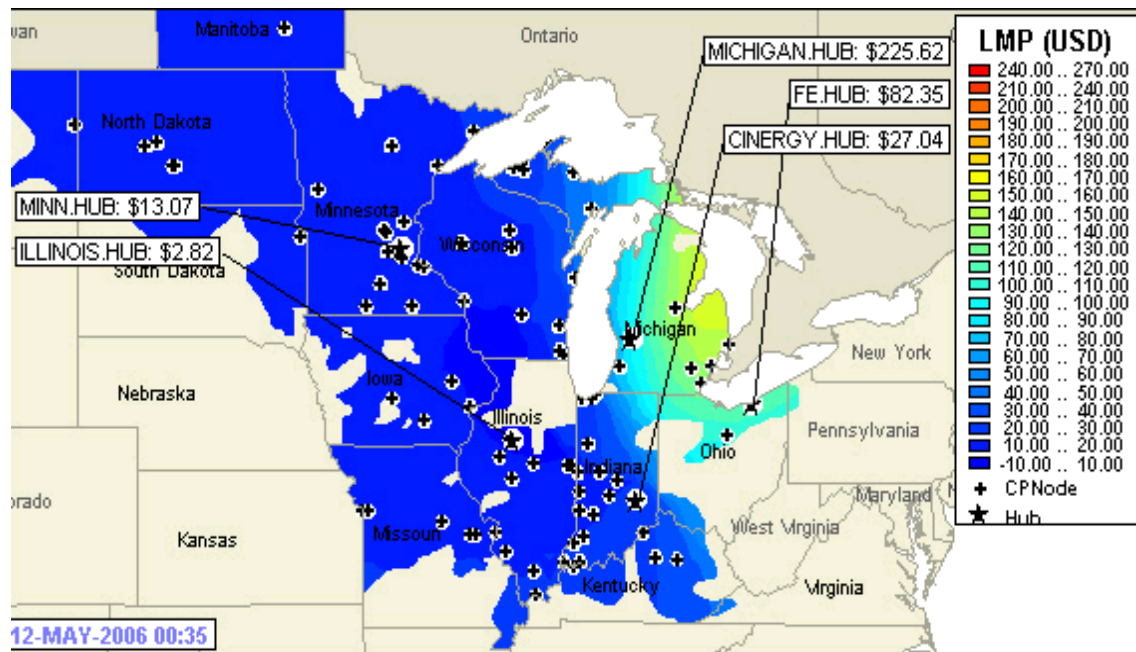 wan
Manitoba
Ontario
MICHIGAN.HUB: $225.62
FE.HUB: $82.35
CINERGY.HUB: $27.04
North Dakota
MINN.HUB: $13.07
Minnesota
Wisconsin
ILLINOIS.HUB: $2.82
South Dakota
Michigan
New York
Iowa
Nebraska
Illinois
Pennsylvania
Ohio
Indiana
Maryland
orado
West Virginia
Missouri
Kansas
Kentucky
Virginia
12-MAY-2006 00:35
LMP (USD)
240.00 .. 270.00
210.00 .. 240.00
200.00 .. 210.00
190.00 .. 200.00
180.00 .. 190.00
170.00 .. 180.00
160.00 .. 170.00
150.00 .. 160.00
140.00 .. 150.00
130.00 .. 140.00
120.00 .. 130.00
110.00 .. 120.00
100.00 .. 110.00
90.00 .. 100.00
80.00 .. 90.00
70.00 .. 80.00
60.00 .. 70.00
50.00 .. 60.00
40.00 .. 50.00
30.00 .. 40.00
20.00 .. 30.00
10.00 .. 20.00
-10.00 .. 10.00
CPNode
Hub